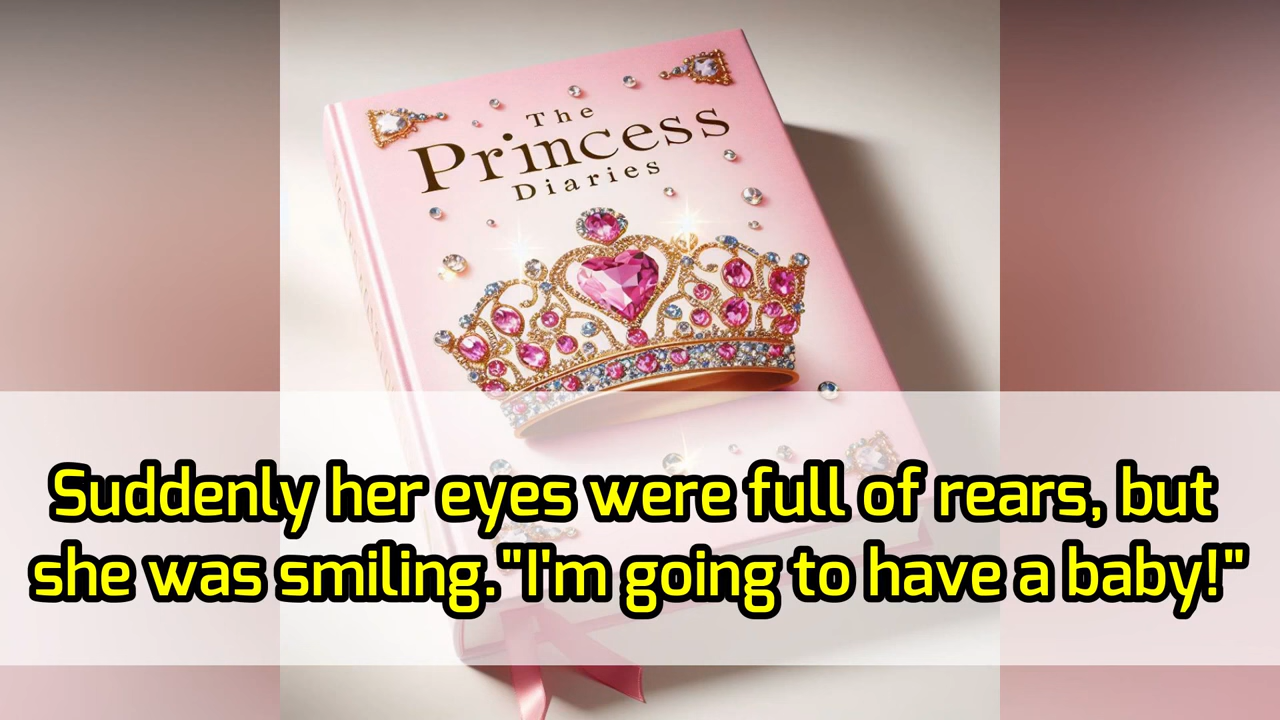 The
Princess
Diaries
Suddenly her eyes were full of rears, but
she was smiling."I'm going to have a baby!"